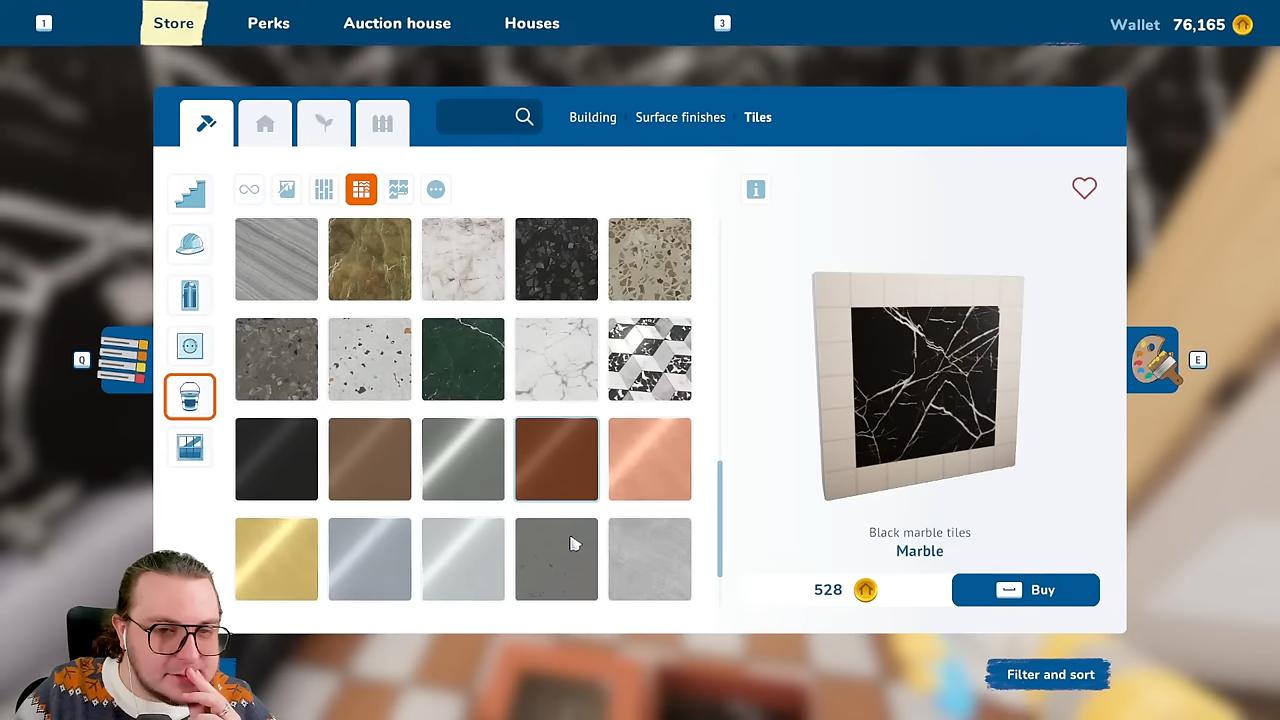 1 Store Perks Auction house Houses 3 Wallet 76,165
Building Surface finishes Tiles
Q
E
Black marble tiles
Marble
528 Buy
Filter and sort